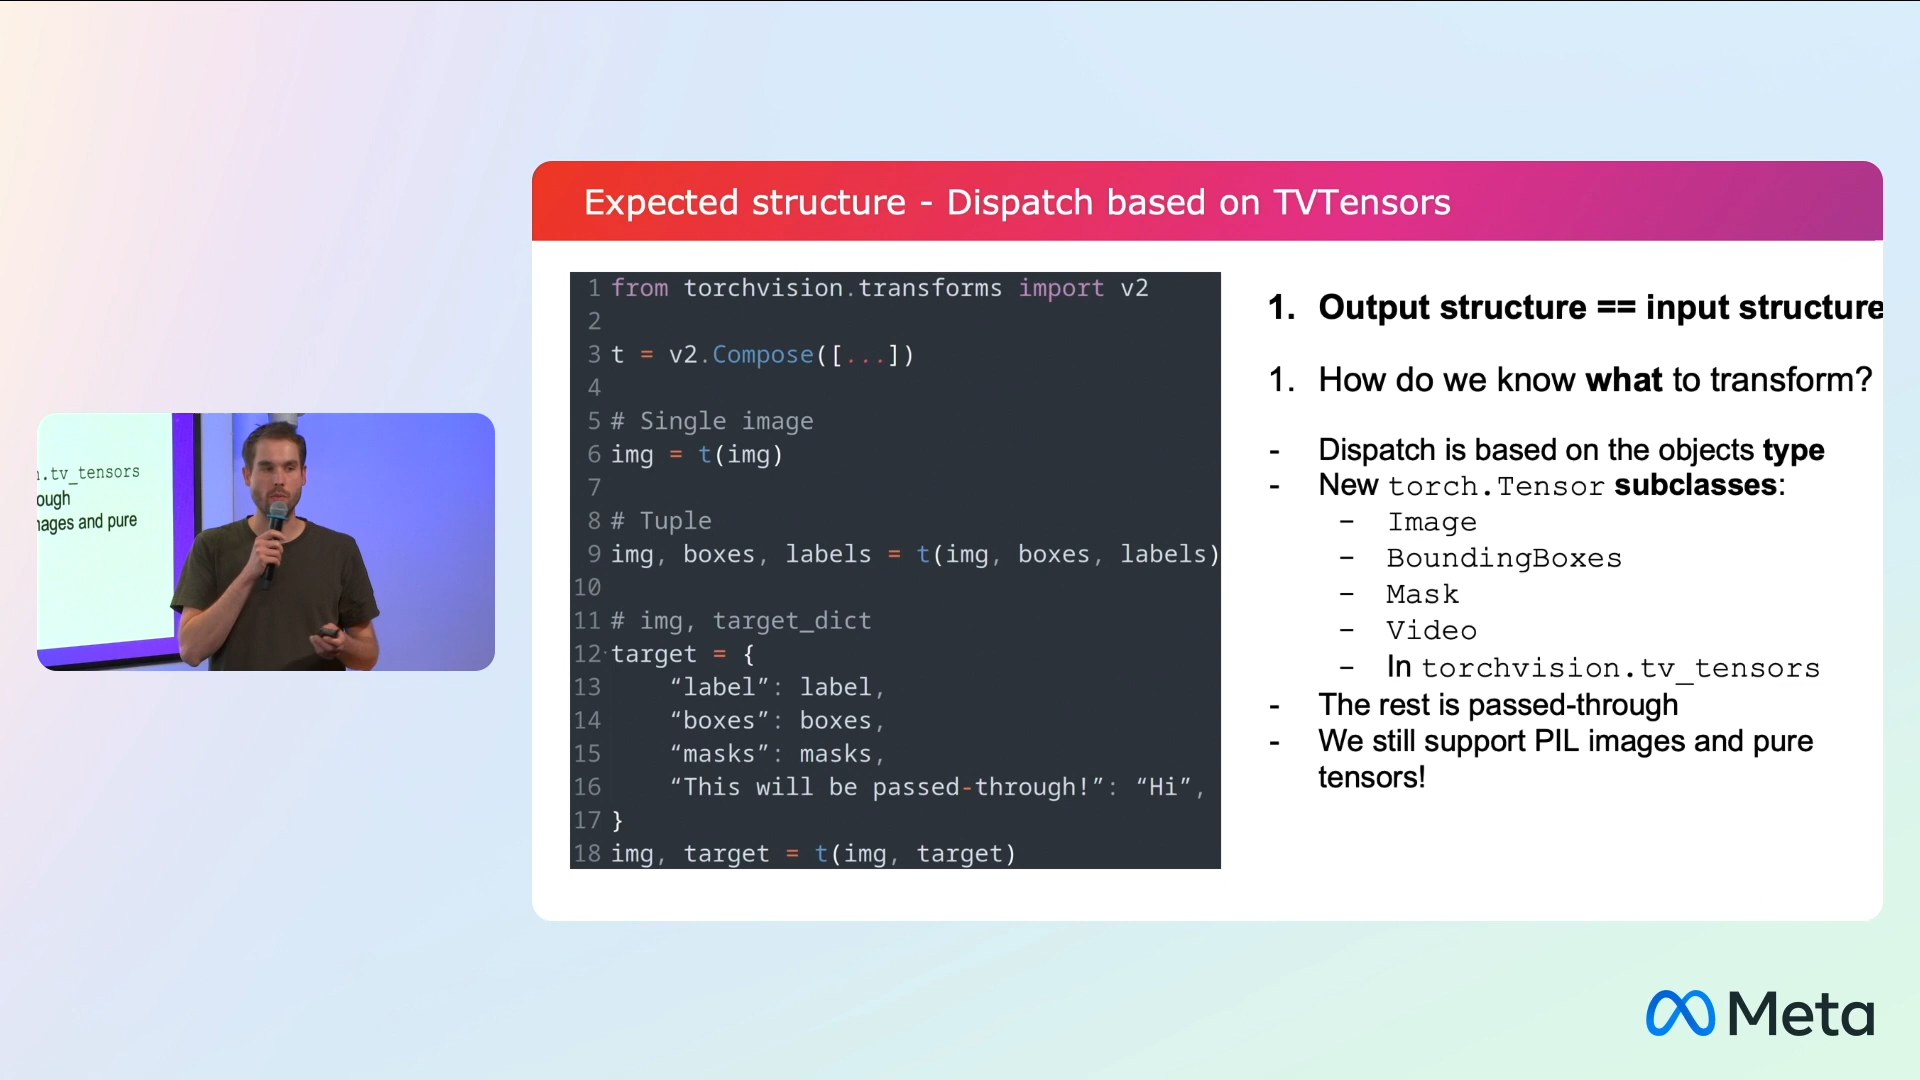 Expected structure - Dispatch based on TVTensors
1 from torchvision.transforms import v2
2
3 t = v2.Compose([...])
4
5 # Single image
6 img = t(img)
7
8 # Tuple
9 img, boxes, labels = t(img, boxes, labels)
10
11 # img, target_dict
12 target = {
13 “label”: label,
14 “boxes”: boxes,
15 “masks”: masks,
16 “This will be passed-through!”: “Hi”,
17 }
18 img, target = t(img, target)
1. Output structure == input structure
1. How do we know what to transform?
- Dispatch is based on the objects type
- New torch.Tensor subclasses:
- Image
- BoundingBoxes
- Mask
- Video
- In torchvision.tv_tensors
- The rest is passed-through
- We still support PIL images and pure
tensors!
.tv_tensors
ough
ages and pure
Meta